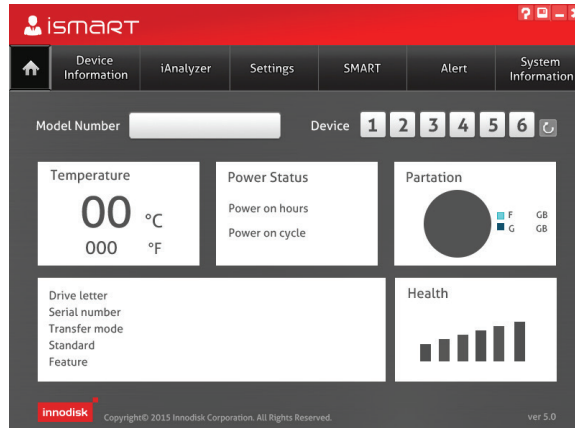 ismart
Device Information
iAnalyzer
Settings
SMART
Alert
System Information
Model Number
Device 1 2 3 4 5 6
Temperature
00 °C
000 °F
Power Status
Power on hours
Power on cycle
Partation
F GB
G GB
Drive letter
Serial number
Transfer mode
Standard
Feature
Health
innodisk
Copyright© 2015 Innodisk Corporation. All Rights Reserved.
ver 5.0